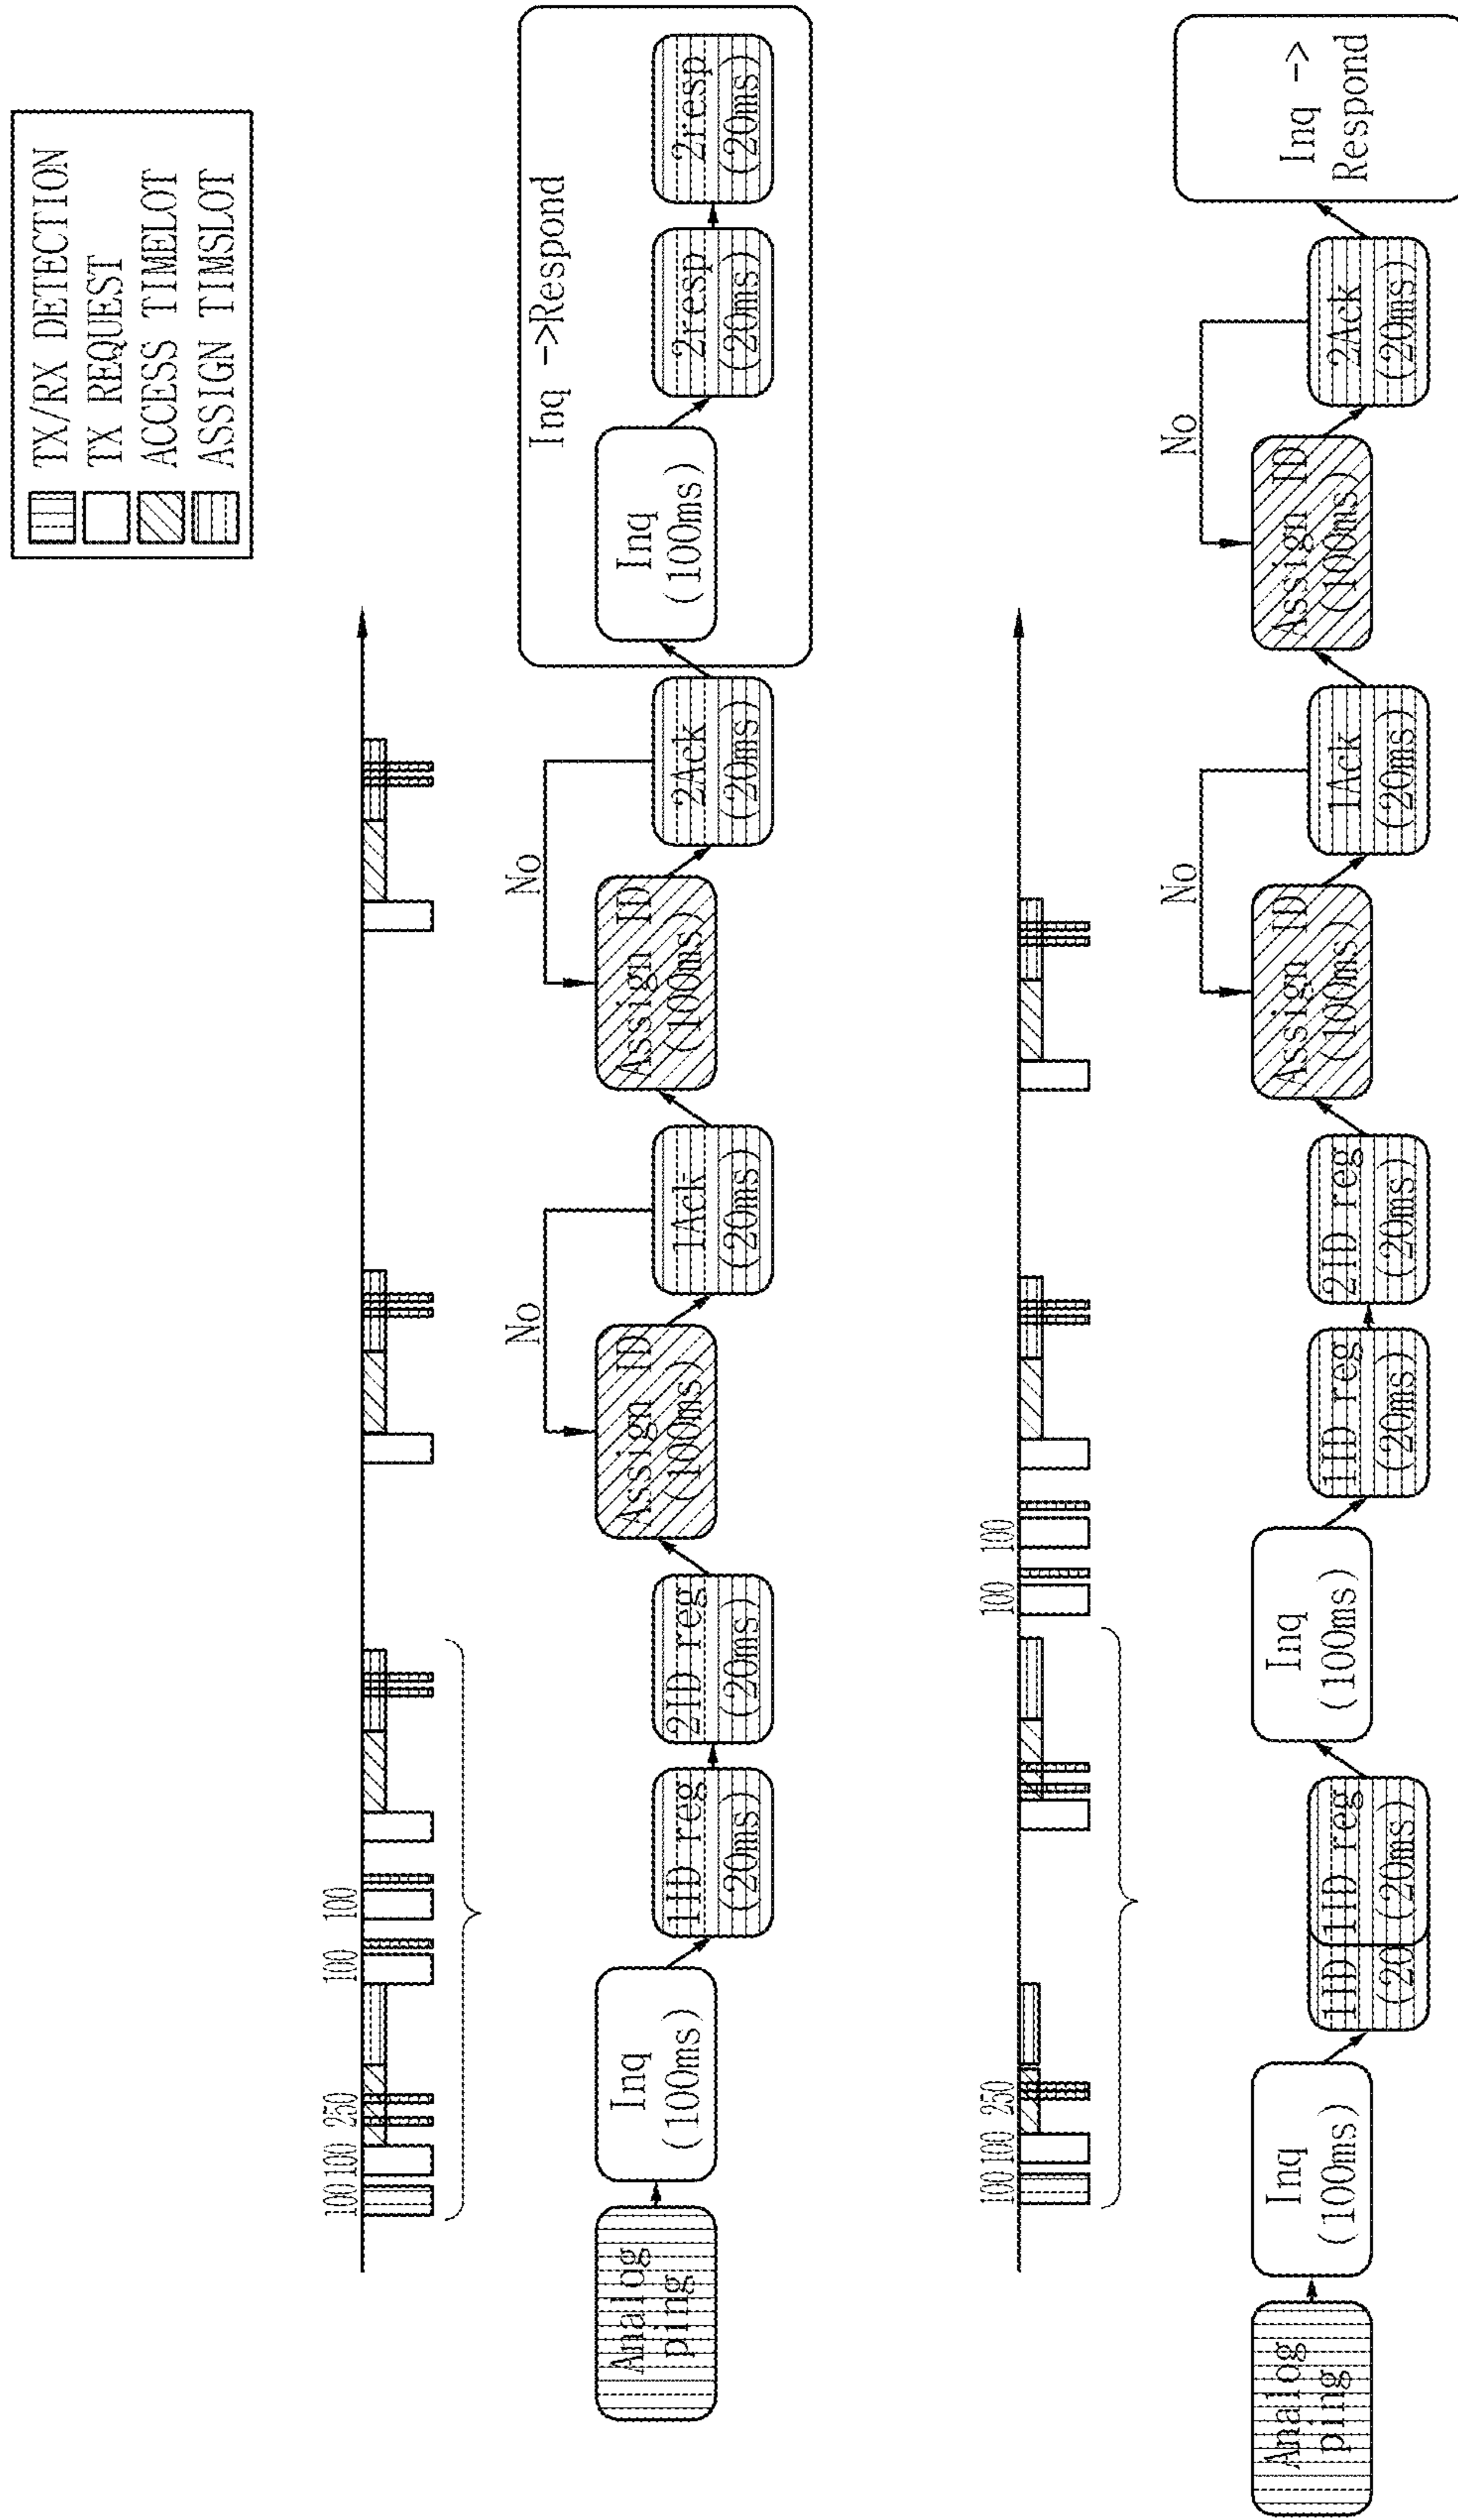 TX/RX DETECTION
TX REQUEST
ACCESS TIMELOT
ASSIGN TIMSLOT
100
100
250
100
100
Analog
ping
Inq
(100ms)
1ID reg
(20ms)
2ID reg
(20ms)
No
Assign ID
(100ms)
1Ack
(20ms)
No
Assign ID
(100ms)
2Ack
(20ms)
Inq ->Respond
Inq
(100ms)
2resp
(20ms)
2resp
(20ms)
100
100
250
100
100
Analog
ping
Inq
(100ms)
1ID 1ID reg
(20 (20ms)
Inq
(100ms)
1ID reg
(20ms)
2ID reg
(20ms)
No
Assign ID
(100ms)
1Ack
(20ms)
No
Assign ID
(100ms)
2Ack
(20ms)
Inq ->
Respond